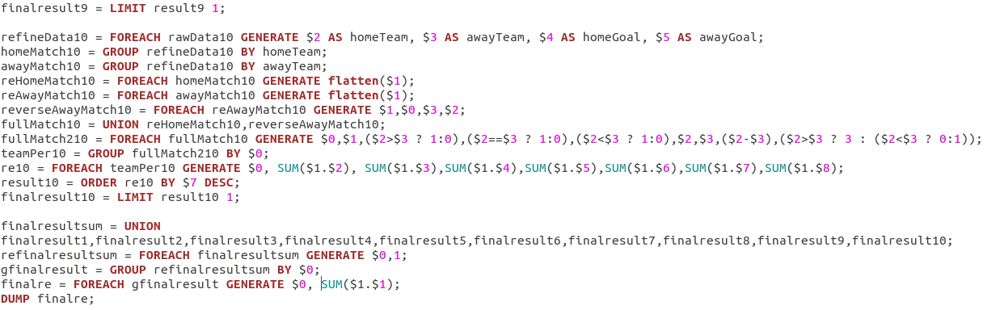 finalresult9 = LIMIT result9 1;
refineData10 = FOREACH rawData10 GENERATE $2 AS homeTeam, $3 AS awayTeam, $4 AS homeGoal, $5 AS awayGoal;
homeMatch10 = GROUP refineData10 BY homeTeam;
awayMatch10 = GROUP refineData10 BY awayTeam;
reHomeMatch10 = FOREACH homeMatch10 GENERATE flatten($1);
reAwayMatch10 = FOREACH awayMatch10 GENERATE flatten($1);
reverseAwayMatch10 = FOREACH reAwayMatch10 GENERATE $1,$0,$3,$2;
fullMatch10 = UNION reHomeMatch10,reverseAwayMatch10;
fullMatch210 = FOREACH fullMatch10 GENERATE $0,$1,($2>$3 ? 1:0),($2==$3 ? 1:0),($2<$3 ? 1:0),$2,$3,($2-$3),($2>$3 ? 3 : ($2<$3 ? 0:1));
teamPer10 = GROUP fullMatch210 BY $0;
re10 = FOREACH teamPer10 GENERATE $0, SUM($1.$2), SUM($1.$3),SUM($1.$4),SUM($1.$5),SUM($1.$6),SUM($1.$7),SUM($1.$8);
result10 = ORDER re10 BY $7 DESC;
finalresult10 = LIMIT result10 1;
finalresultsum = UNION
finalresult1,finalresult2,finalresult3,finalresult4,finalresult5,finalresult6,finalresult7,finalresult8,finalresult9,finalresult10;
refinalresultsum = FOREACH finalresultsum GENERATE $0,1;
gfinalresult = GROUP refinalresultsum BY $0;
finalre = FOREACH gfinalresult GENERATE $0, SUM($1.$1);
DUMP finalre;